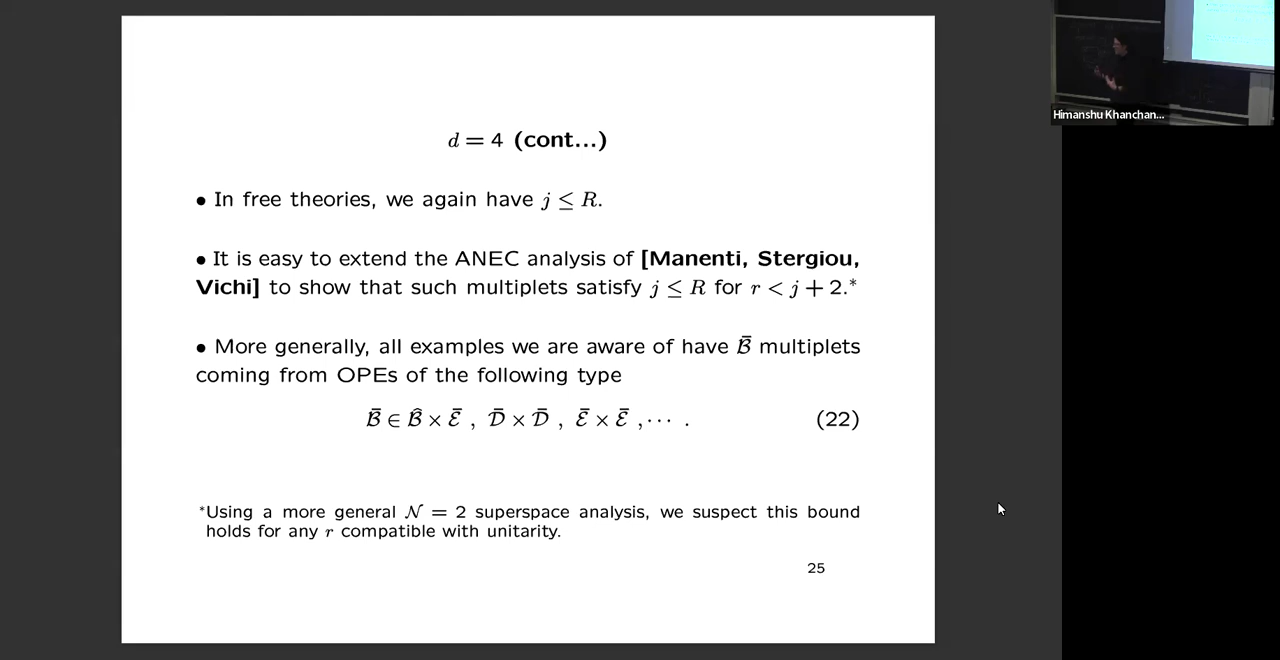 d = 4 (cont...)
• In free theories, we again have j ≤ R.
• It is easy to extend the ANEC analysis of [Manenti, Stergiou,
Vichi] to show that such multiplets satisfy j ≤ R for r < j + 2.*
• More generally, all examples we are aware of have B̄ multiplets
coming from OPEs of the following type
B̄ ∈ B̂ × Ē , D̄ × D̄ , Ē × Ē ,⋯ . (22)
*Using a more general N = 2 superspace analysis, we suspect this bound
holds for any r compatible with unitarity.
25
Himanshu Khanchan...